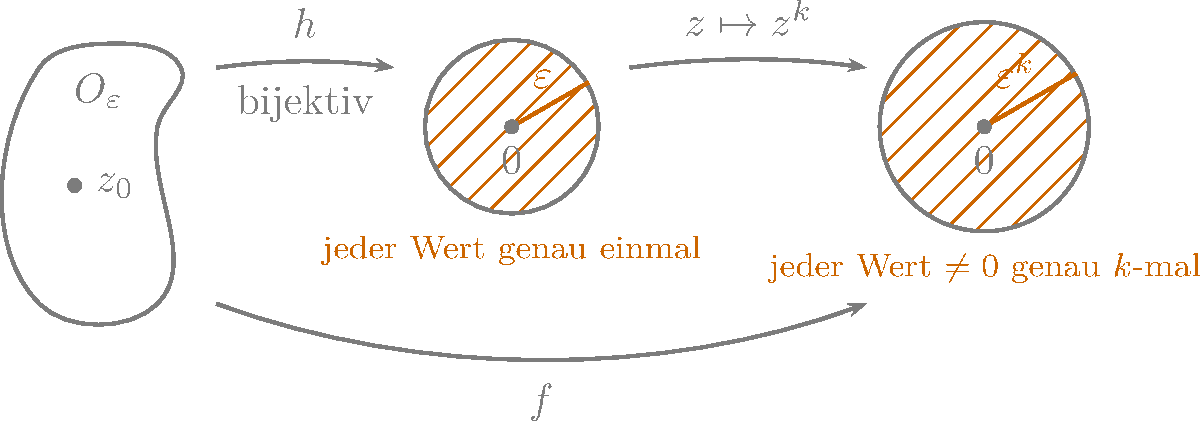 h
z ↦ z^k
O_ε
bijektiv
ε
ε^k
z_0
0
0
jeder Wert genau einmal
jeder Wert ≠ 0 genau k-mal
f